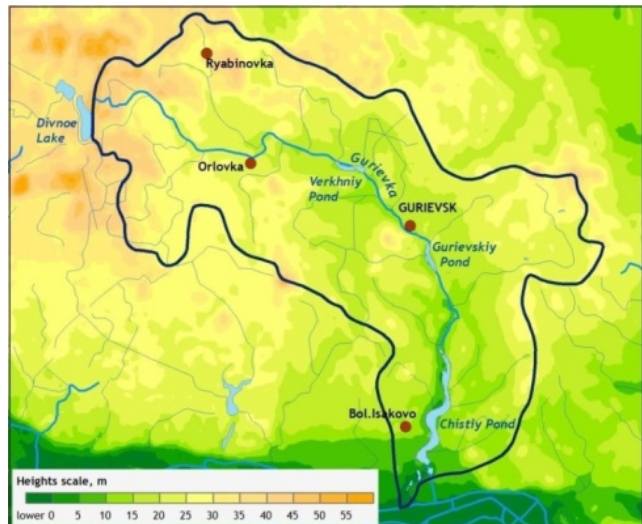 Ryabinovka
Divnoe
Lake
Orlovka
Gurievka
Verkhniy
Pond
GURIEVSK
Gurievskiy
Pond
Bol.Isakovo
Chistiy Pond
Heights scale, m
lower 0 5 10 15 20 25 30 35 40 45 50 55